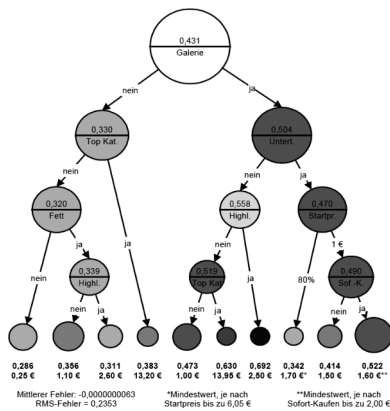 0,431
Galerie
nein
ja
0,330
Top Kat.
0,504
Untert.
nein
ja
nein
ja
0,320
Fett
0,558
Highl.
0,470
Startpr.
nein
ja
nein
ja
80%
1 €
0,339
Highl.
0,519
Top Kat
0,490
Sof.-K.
nein
ja
nein
ja
nein
ja
0,286 0,356 0,311 0,383 0,473 0,630 0,692 0,342 0,414 0,522
0,25 € 1,10 € 2,60 € 13,20 € 1,00 € 13,95 € 2,50 € 1,70 €* 1,50 € 1,60 €**
Mittlerer Fehler: -0,0000000063 *Mindestwert, je nach **Mindestwert, je nach
RMS-Fehler = 0,2353 Startpreis bis zu 6,05 € Sofort-Kaufen bis zu 2,00 €